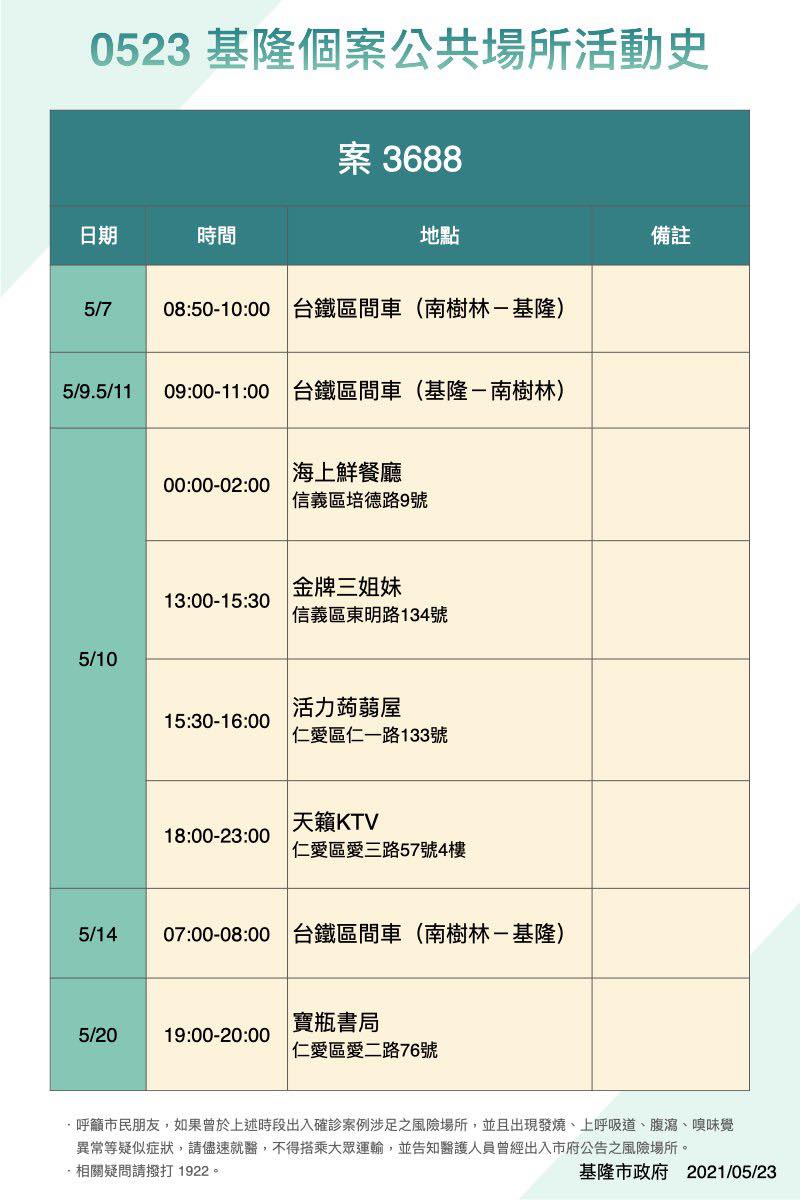 0523 基隆個案公共場所活動史
案 3688
日期 時間 地點 備註
5/7 08:50-10:00 台鐵區間車（南樹林－基隆）
5/9.5/11 09:00-11:00 台鐵區間車（基隆－南樹林）
5/10
00:00-02:00 海上鮮餐廳
信義區培德路9號
13:00-15:30 金牌三姐妹
信義區東明路134號
15:30-16:00 活力蒟蒻屋
仁愛區仁一路133號
18:00-23:00 天籟KTV
仁愛區愛三路57號4樓
5/14 07:00-08:00 台鐵區間車（南樹林－基隆）
5/20 19:00-20:00 寶瓶書局
仁愛區愛二路76號
· 呼籲市民朋友，如果曾於上述時段出入確診案例涉足之風險場所，並且出現發燒、上呼吸道、腹瀉、嗅味覺
異常等疑似症狀，請儘速就醫，不得搭乘大眾運輸，並告知醫護人員曾經出入市府公告之風險場所。
· 相關疑問請撥打 1922。
基隆市政府 2021/05/23